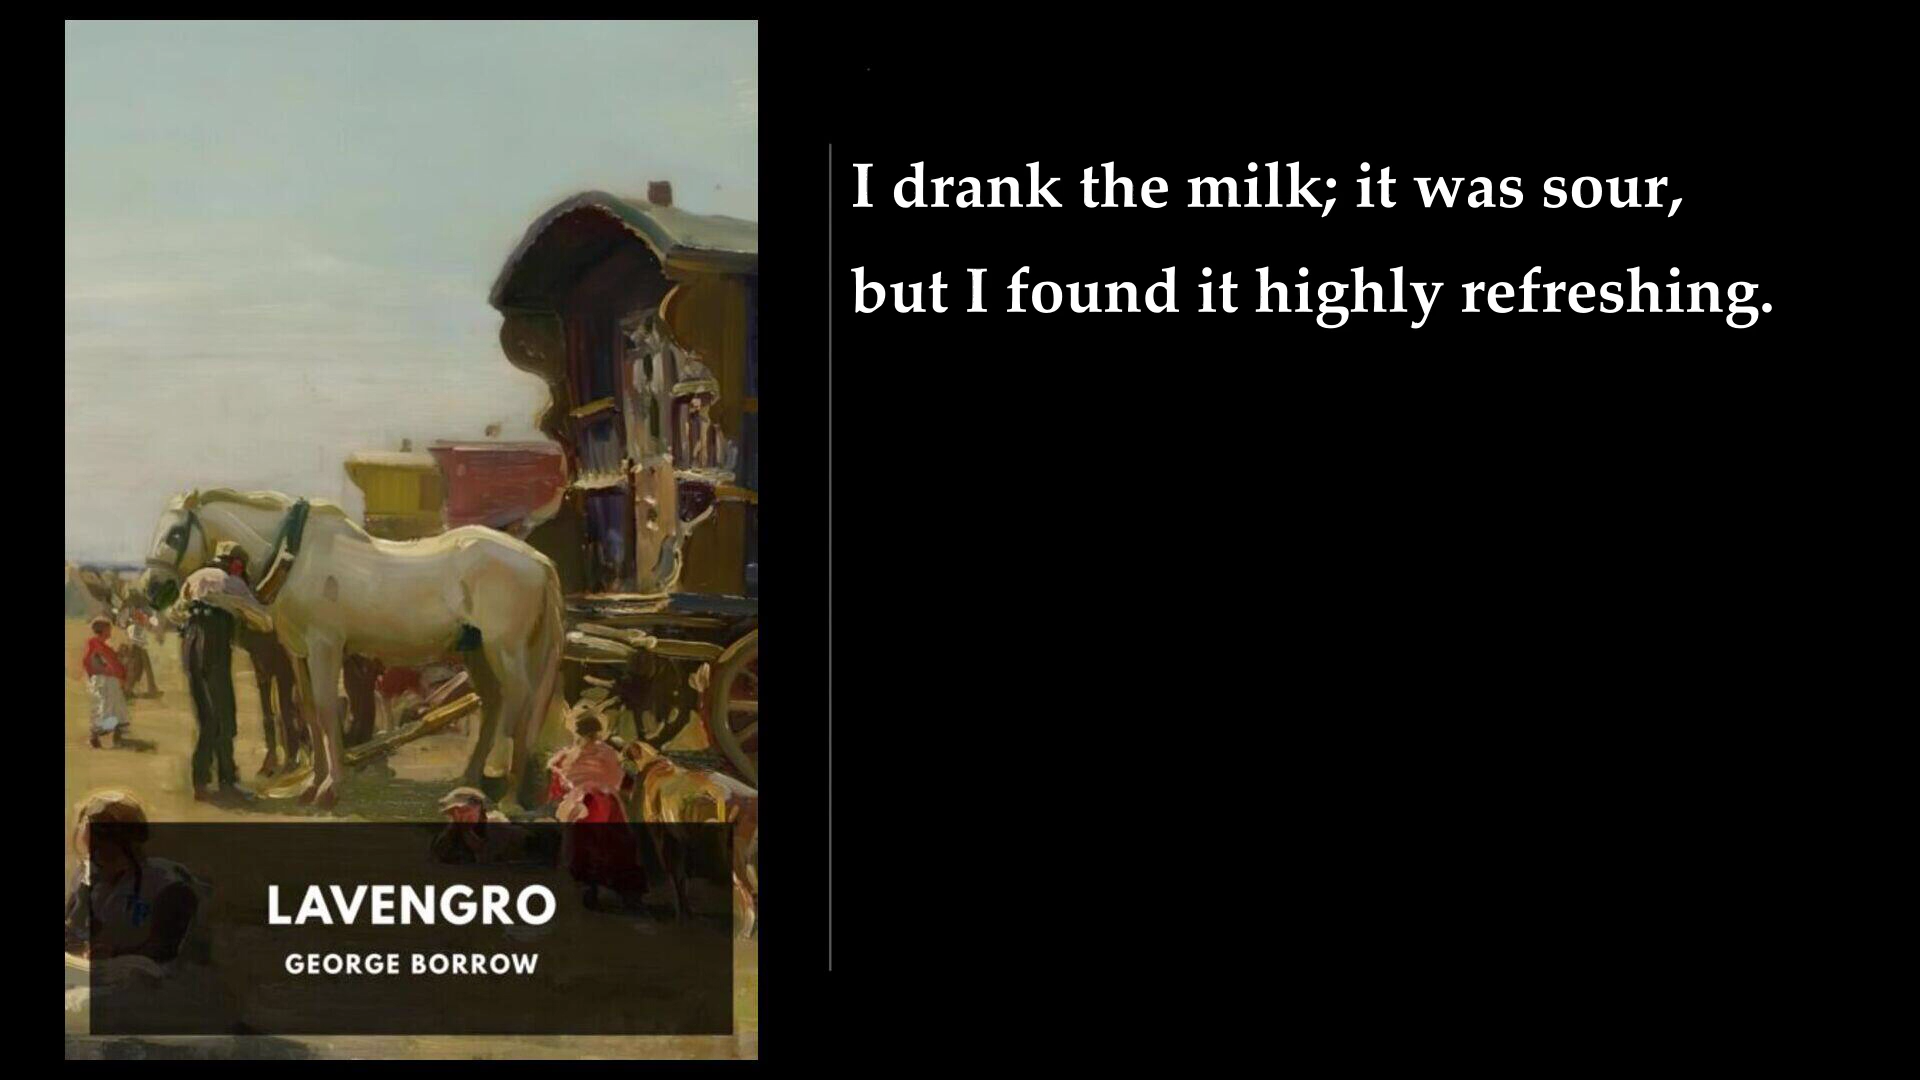 LAVENGRO
GEORGE BORROW
I drank the milk; it was sour,
but I found it highly refreshing.